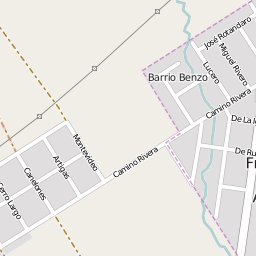 José Rotandaro
Miguel Rivero
Lucero
Barrio Benzo
Camino Rivera
De La
De Ru
Fr
A
Montevideo
Artigas
Canelones
Cerro Largo
Camino Rivera